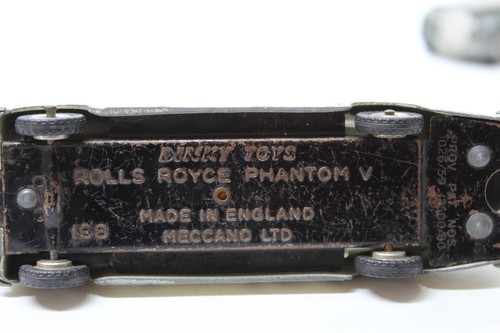 DINKY TOYS
ROLLS ROYCE PHANTOM V
198
MADE IN ENGLAND
MECCANO LTD
PROV. PAT. NOS.